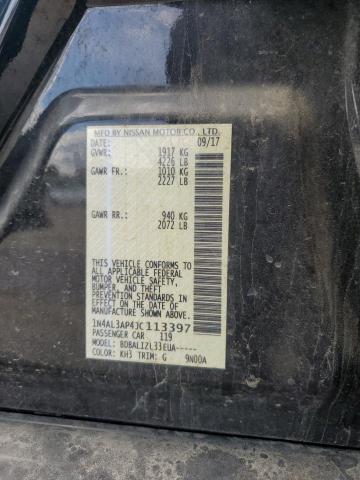 MFD BY NISSAN MOTOR CO., LTD.
DATE: 09/17
GVWR: 1917 KG
4226 LB
GAWR FR: 1010 KG
2227 LB
GAWR RR: 940 KG
2072 LB
THIS VEHICLE CONFORMS TO ALL
APPLICABLE FEDERAL MOTOR
VEHICLE SAFETY,
BUMPER, AND THEFT
PREVENTION STANDARDS IN
EFFECT ON THE DATE OF
MANUFACTURE SHOWN ABOVE.
1N4AL3AP4JC113397
PASSENGER CAR 119
MODEL: BDBALIZL33EUA-----
COLOR: KH3 TRIM: G 9N00A